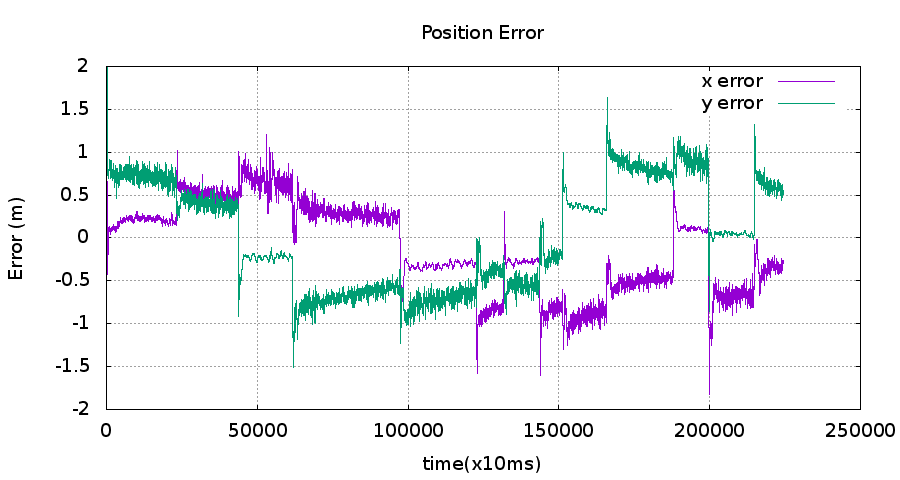 Position Error
x error
y error
2
1.5
1
0.5
0
-0.5
-1
-1.5
-2
Error (m)
0 50000 100000 150000 200000 250000
time(x10ms)